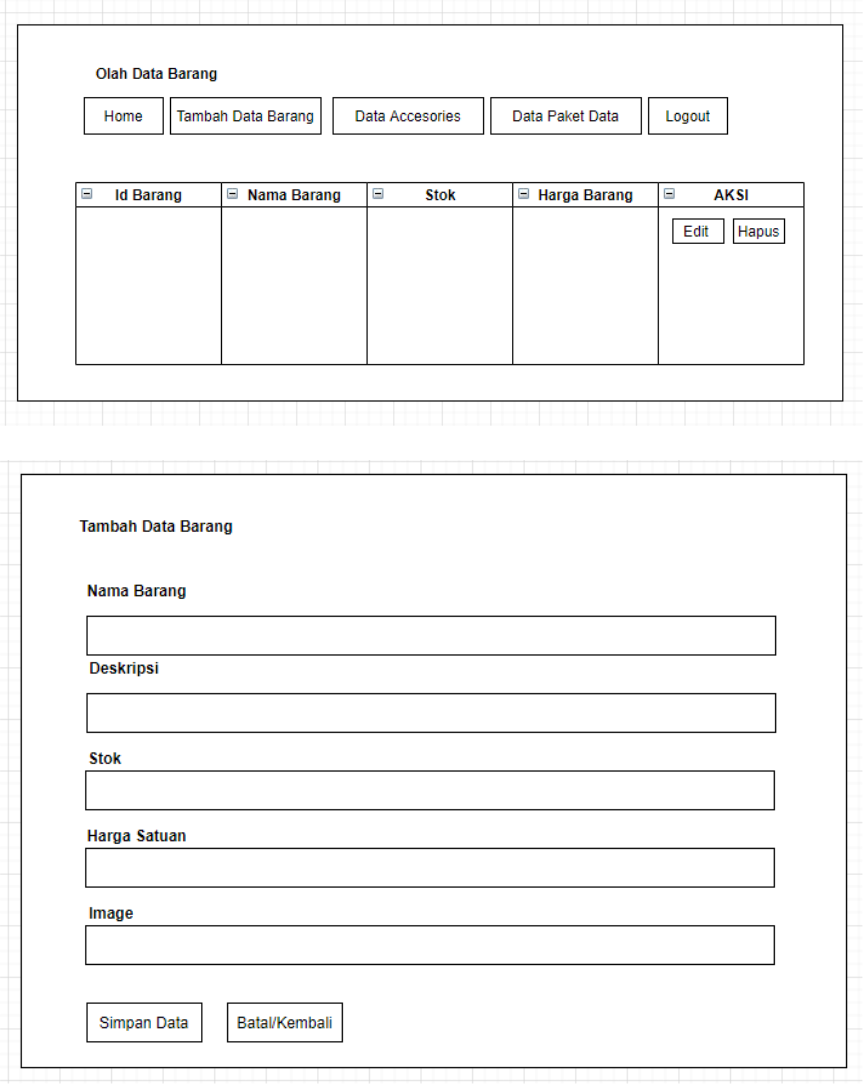 Olah Data Barang
Home Tambah Data Barang Data Accesories Data Paket Data Logout
Id Barang Nama Barang Stok Harga Barang AKSI
Edit Hapus
Tambah Data Barang
Nama Barang
Deskripsi
Stok
Harga Satuan
Image
Simpan Data Batal/Kembali